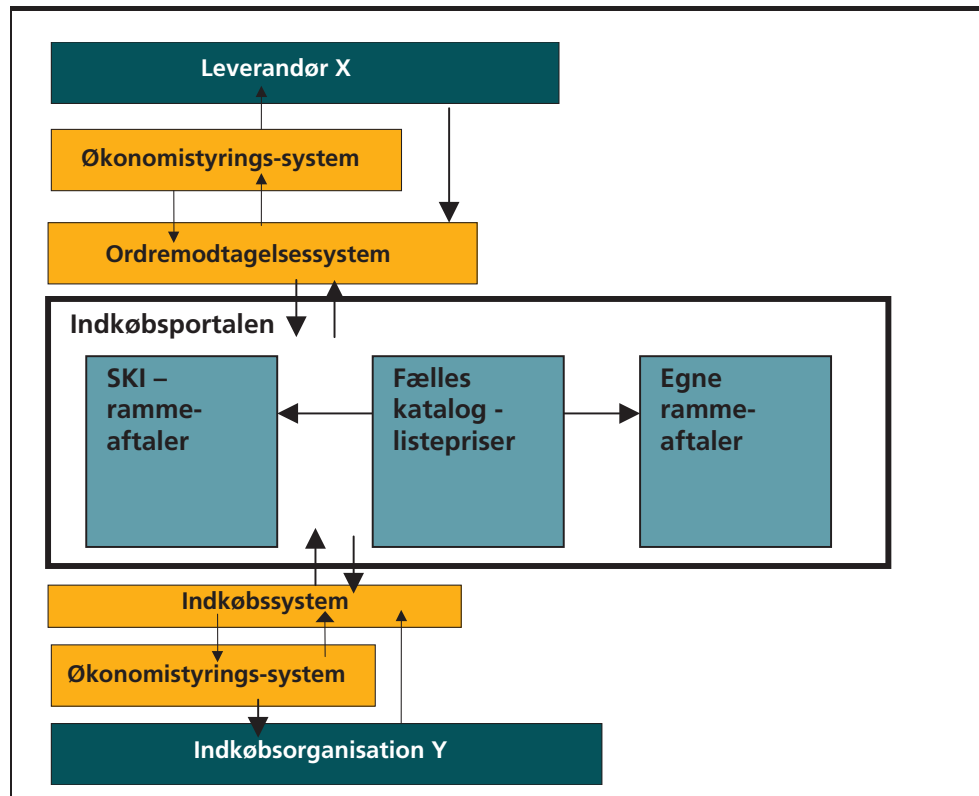 Leverandør X
Økonomistyrings-system
Ordremodtagelsessystem
Indkøbsportalen
SKI –
ramme-
aftaler
Fælles
katalog -
listepriser
Egne
ramme-
aftaler
Indkøbssystem
Økonomistyrings-system
Indkøbsorganisation Y